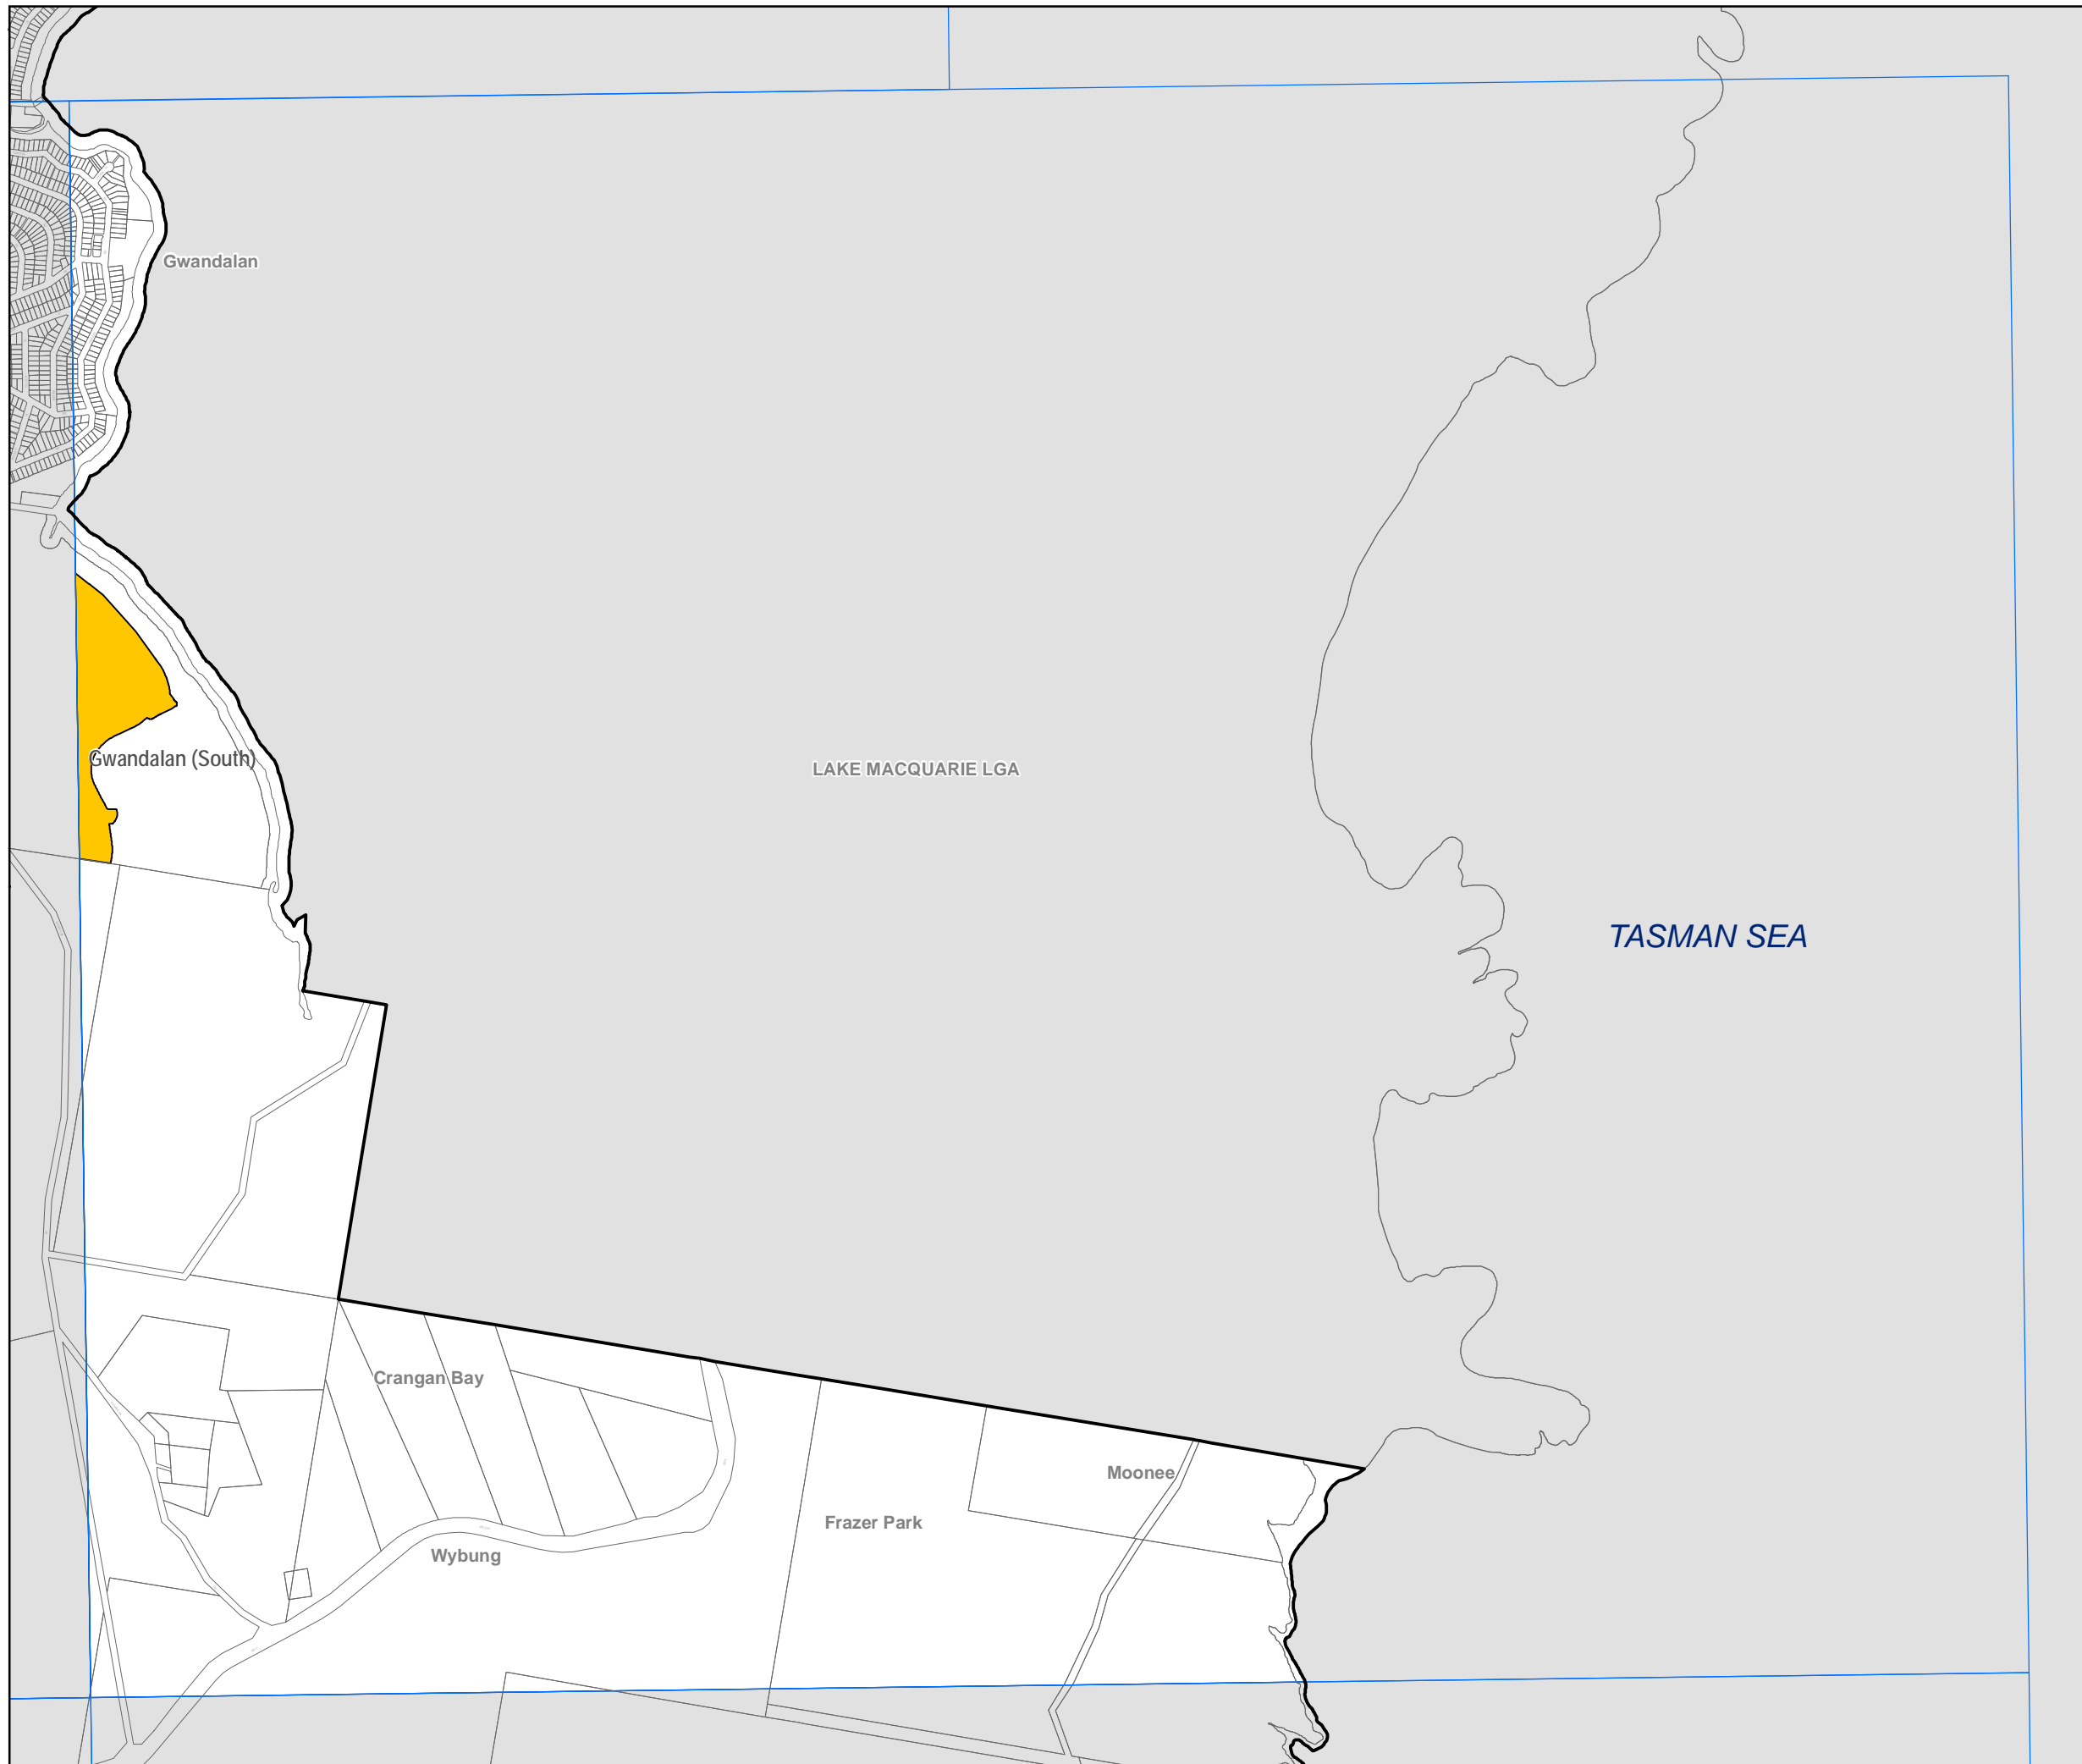 Gwandalan
Gwandalan (South)
LAKE MACQUARIE LGA
TASMAN SEA
Crangan Bay
Moonee
Frazer Park
Wybung